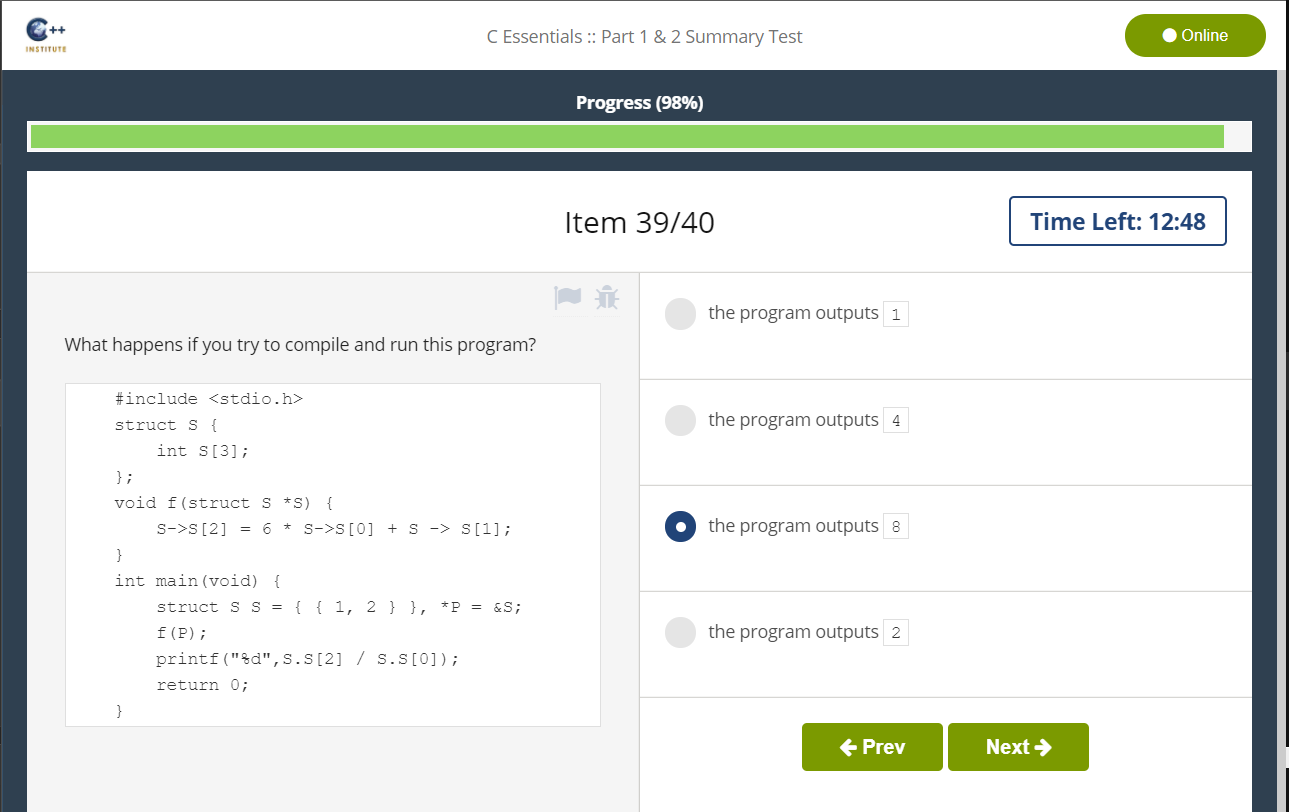 C++
INSTITUTE
C Essentials :: Part 1 & 2 Summary Test
Online
Progress (98%)
Item 39/40
Time Left: 12:48
What happens if you try to compile and run this program?
#include <stdio.h>
struct S {
    int S[3];
};
void f(struct S *S) {
    S->S[2] = 6 * S->S[0] + S -> S[1];
}
int main(void) {
    struct S S = { { 1, 2 } }, *P = &S;
    f(P);
    printf("%d",S.S[2] / S.S[0]);
    return 0;
}
the program outputs 1
the program outputs 4
the program outputs 8
the program outputs 2
Prev
Next